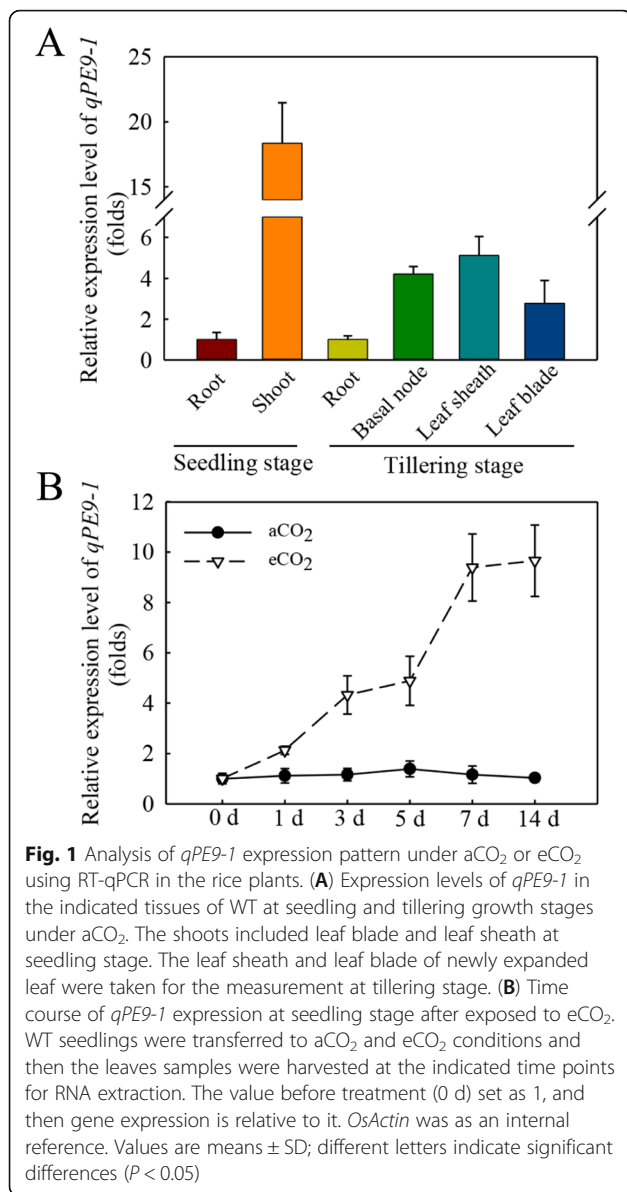 A
Relative expression level of qPE9-1
(folds)
25
20
15
6
4
2
0
Root
Shoot
Root
Basal node
Leaf sheath
Leaf blade
Seedling stage
Tillering stage
B
Relative expression level of qPE9-1
(folds)
12
10
8
6
4
2
0
aCO₂
eCO₂
0 d 1 d 3 d 5 d 7 d 14 d
Fig. 1 Analysis of qPE9-1 expression pattern under aCO₂ or eCO₂
using RT-qPCR in the rice plants. (A) Expression levels of qPE9-1 in
the indicated tissues of WT at seedling and tillering growth stages
under aCO₂. The shoots included leaf blade and leaf sheath at
seedling stage. The leaf sheath and leaf blade of newly expanded
leaf were taken for the measurement at tillering stage. (B) Time
course of qPE9-1 expression at seedling stage after exposed to eCO₂.
WT seedlings were transferred to aCO₂ and eCO₂ conditions and
then the leaves samples were harvested at the indicated time points
for RNA extraction. The value before treatment (0 d) set as 1, and
then gene expression is relative to it. OsActin was as an internal
reference. Values are means ± SD; different letters indicate significant
differences (P < 0.05)